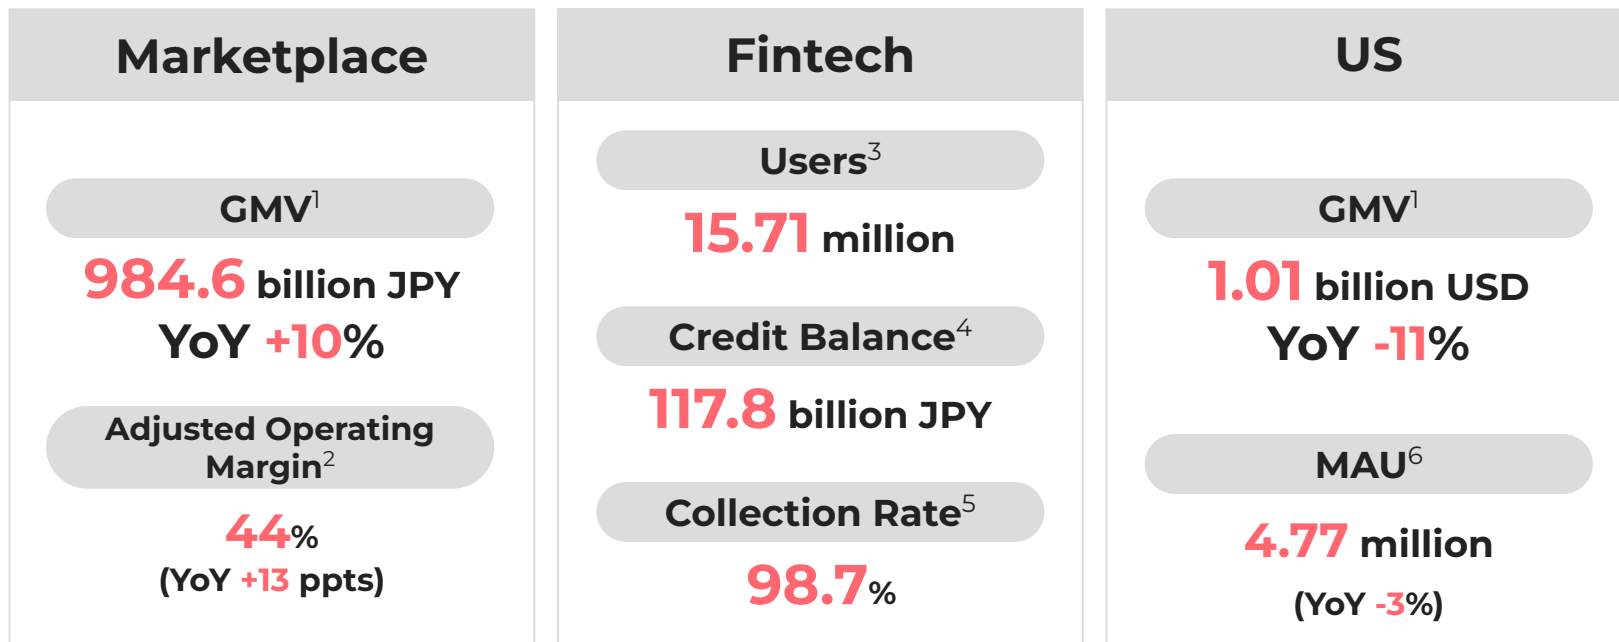 Marketplace
GMV1
984.6 billion JPY
YoY +10%
Adjusted Operating
Margin2
44%
(YoY +13 ppts)
Fintech
Users3
15.71 million
Credit Balance4
117.8 billion JPY
Collection Rate5
98.7%
US
GMV1
1.01 billion USD
YoY -11%
MAU6
4.77 million
(YoY -3%)